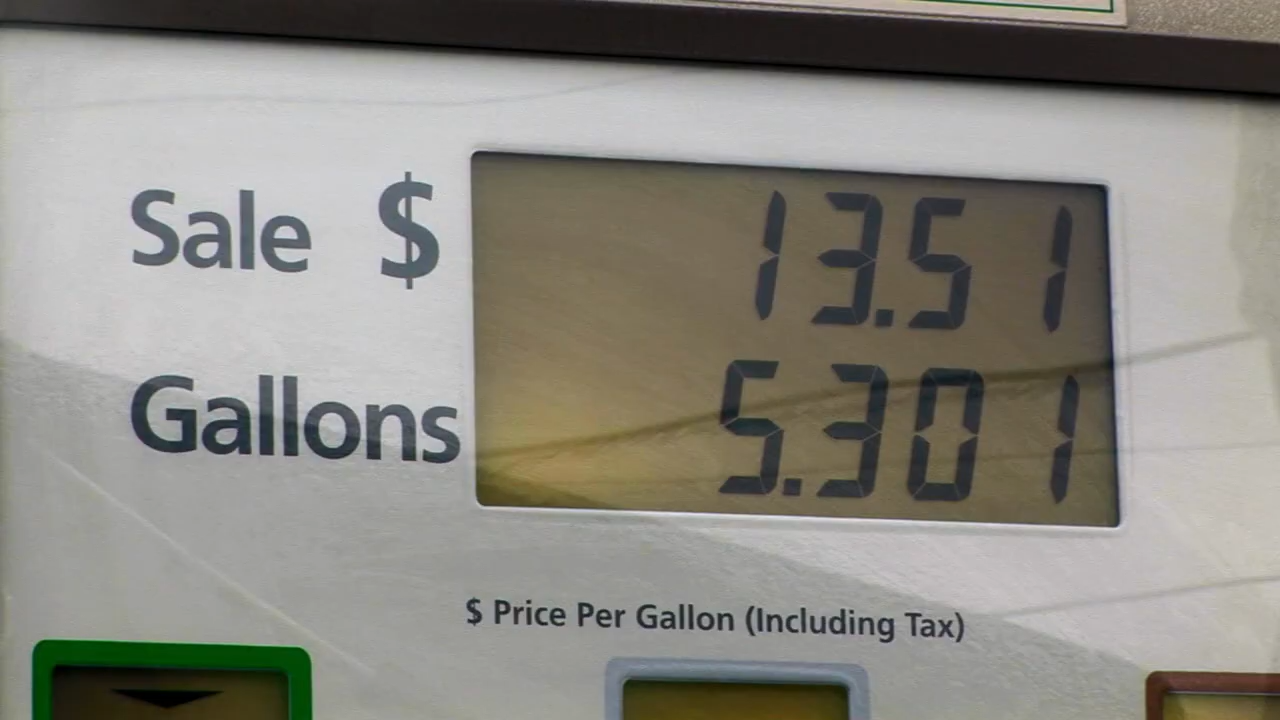 Sale $ 13.51
Gallons 5.301
$ Price Per Gallon (Including Tax)